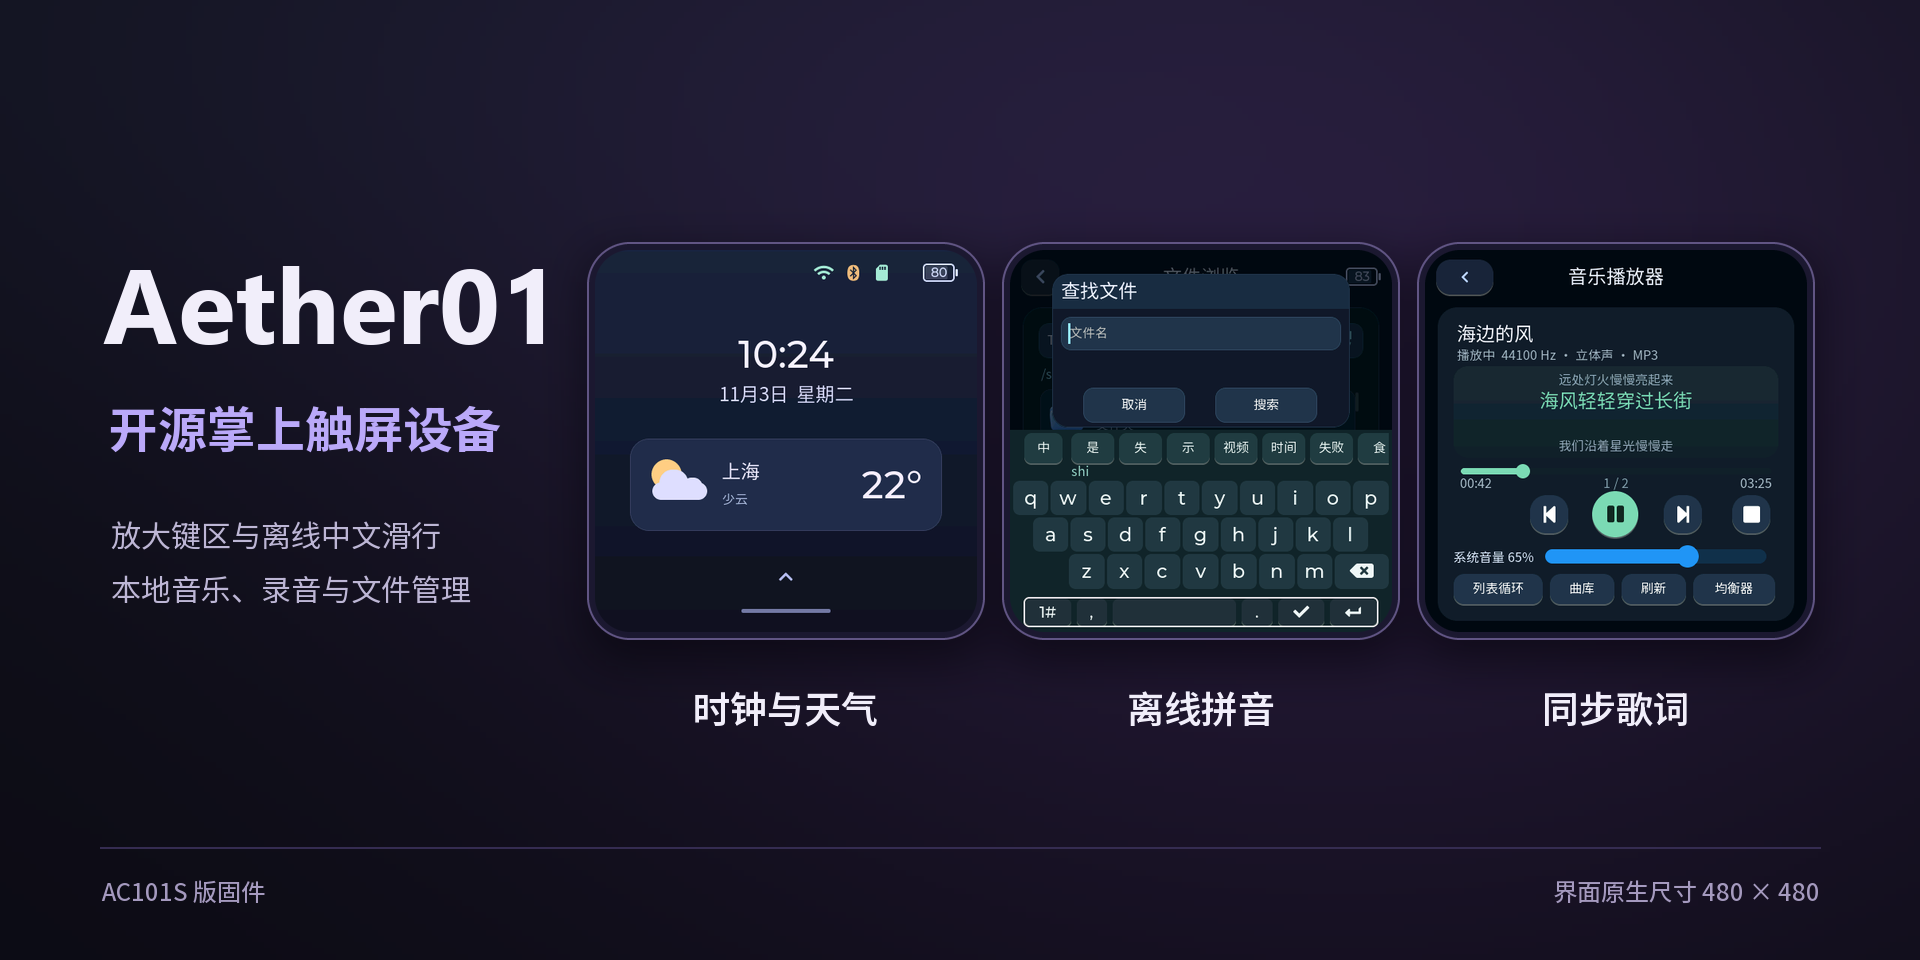 Aether01
开源掌上触屏设备
放大键区与离线中文滑行
本地音乐、录音与文件管理
80
10:24
11月3日 星期二
上海
少云
22°
时钟与天气
文件浏览
83
查找文件
文件名
取消
搜索
中 是 失 示 视频 时间 失败 食
shi
q w e r t y u i o p
a s d f g h j k l
z x c v b n m
1# , .
离线拼音
音乐播放器
海边的风
播放中 44100 Hz · 立体声 · MP3
远处灯火慢慢亮起来
海风轻轻穿过长街
我们沿着星光慢慢走
00:42 1 / 2 03:25
系统音量 65%
列表循环 曲库 刷新 均衡器
同步歌词
AC101S 版固件
界面原生尺寸 480 × 480